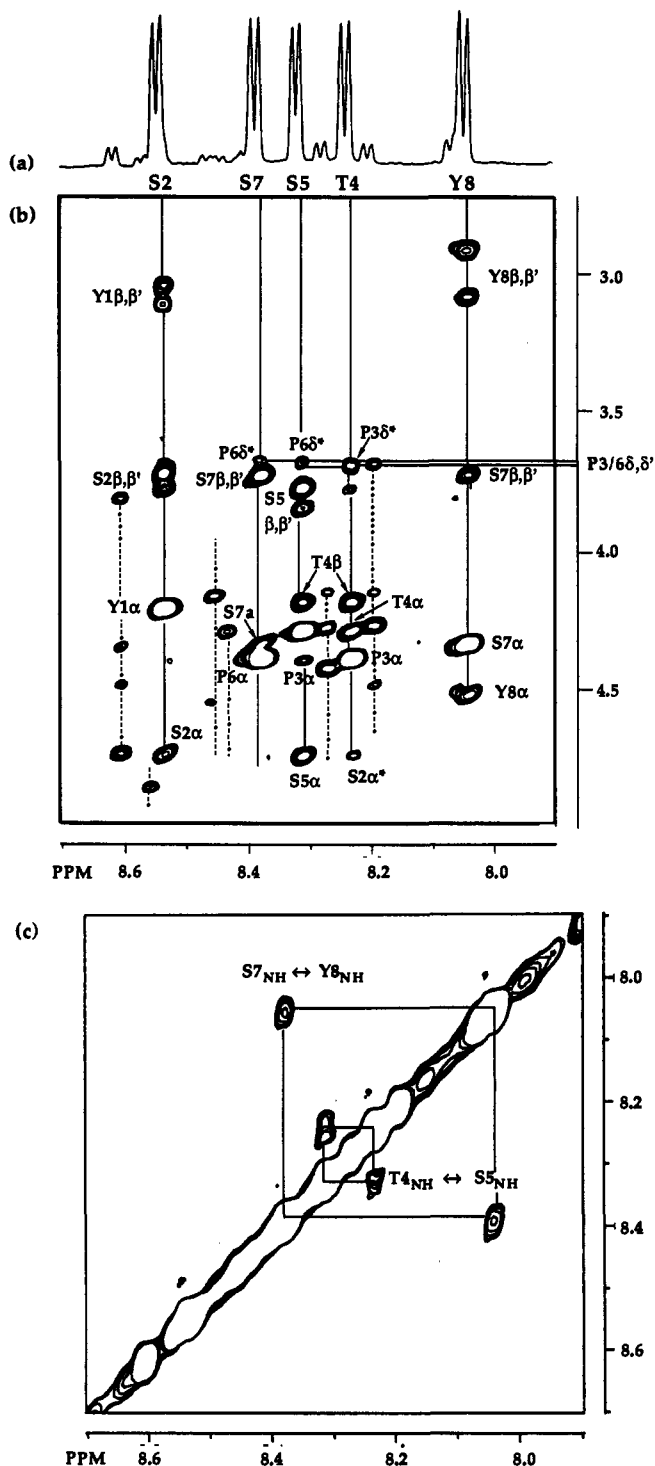 (a)
S2 S7 S5 T4 Y8
(b)
3.0
Y1β,β' Y8β,β'
3.5
P6δ* P6δ* P3δ* P3/6δ,δ'
S2β,β' S7β,β' S5 S7β,β'
β,β'
4.0
T4β
Y1α S7a T4α
S7α
P6α P3α P3α
4.5
Y8α
S2α S5α S2α*
PPM 8.6 8.4 8.2 8.0
(c)
S7NH ↔ Y8NH
8.0
8.2
T4NH ↔ S5NH
8.4
8.6
PPM 8.6 8.4 8.2 8.0